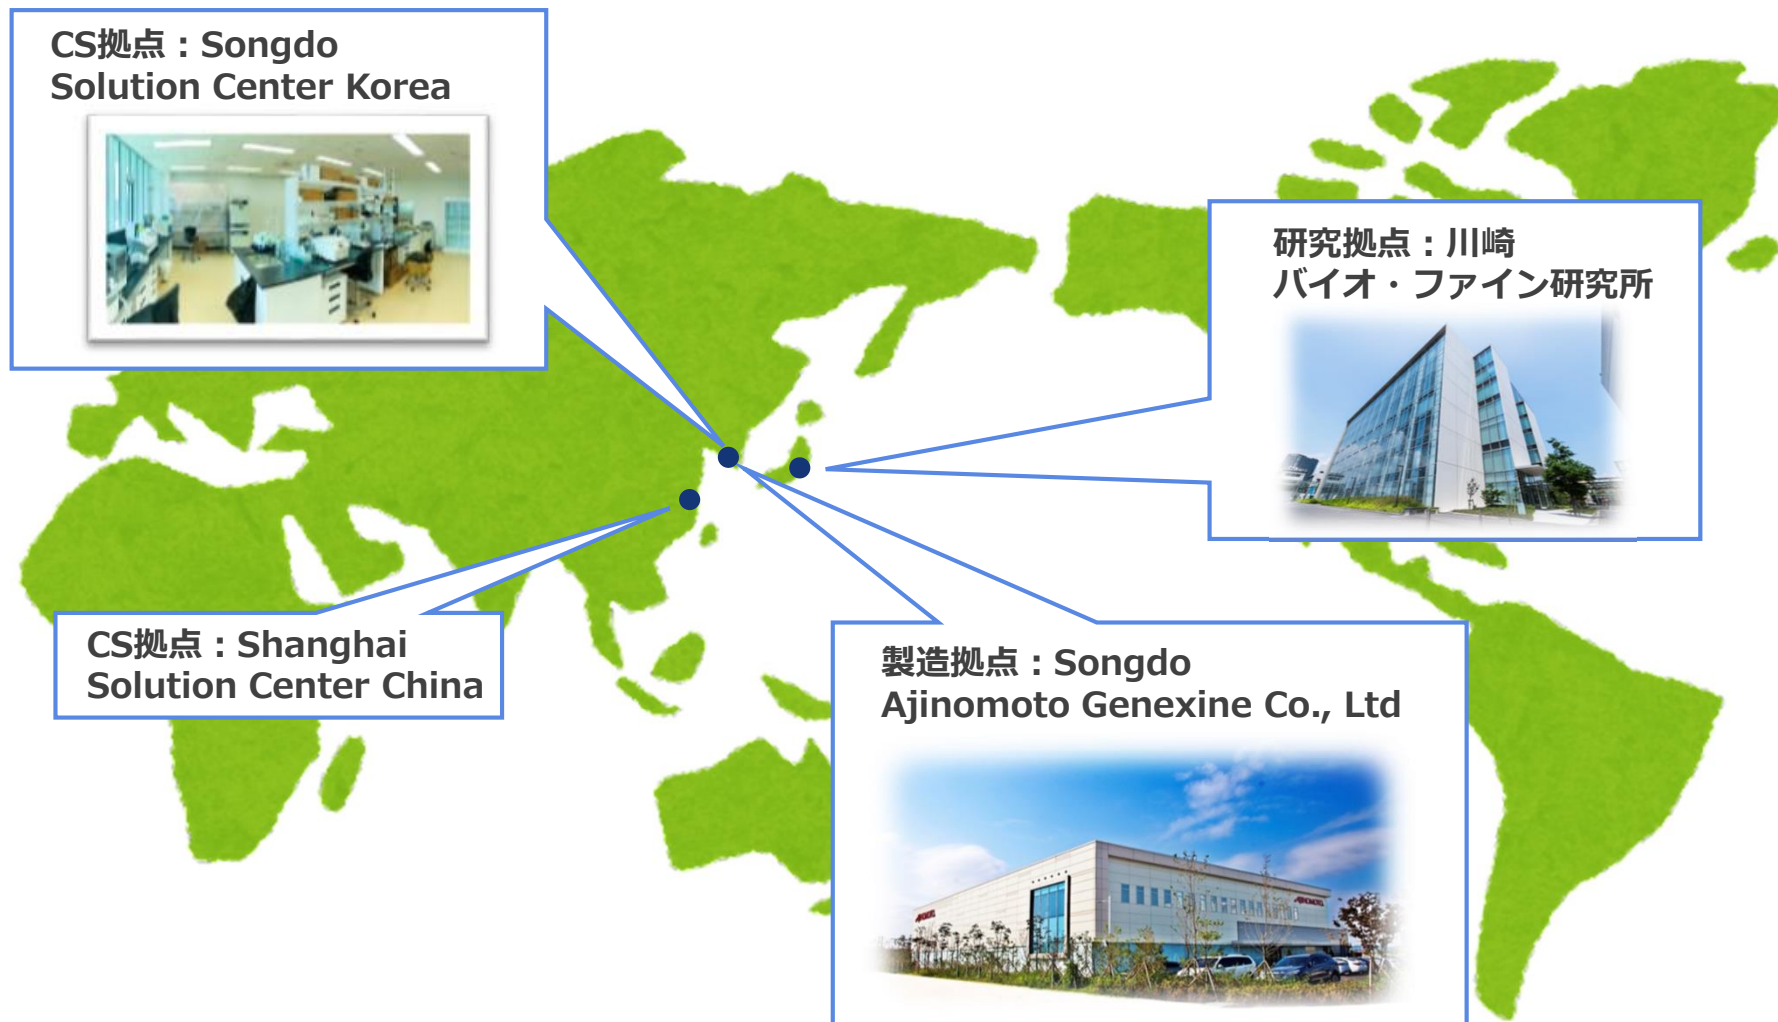 CS拠点：Songdo
Solution Center Korea
研究拠点：川崎
バイオ・ファイン研究所
CS拠点：Shanghai
Solution Center China
製造拠点：Songdo
Ajinomoto Genexine Co., Ltd
AJINOMOTO
AJINOMOTO